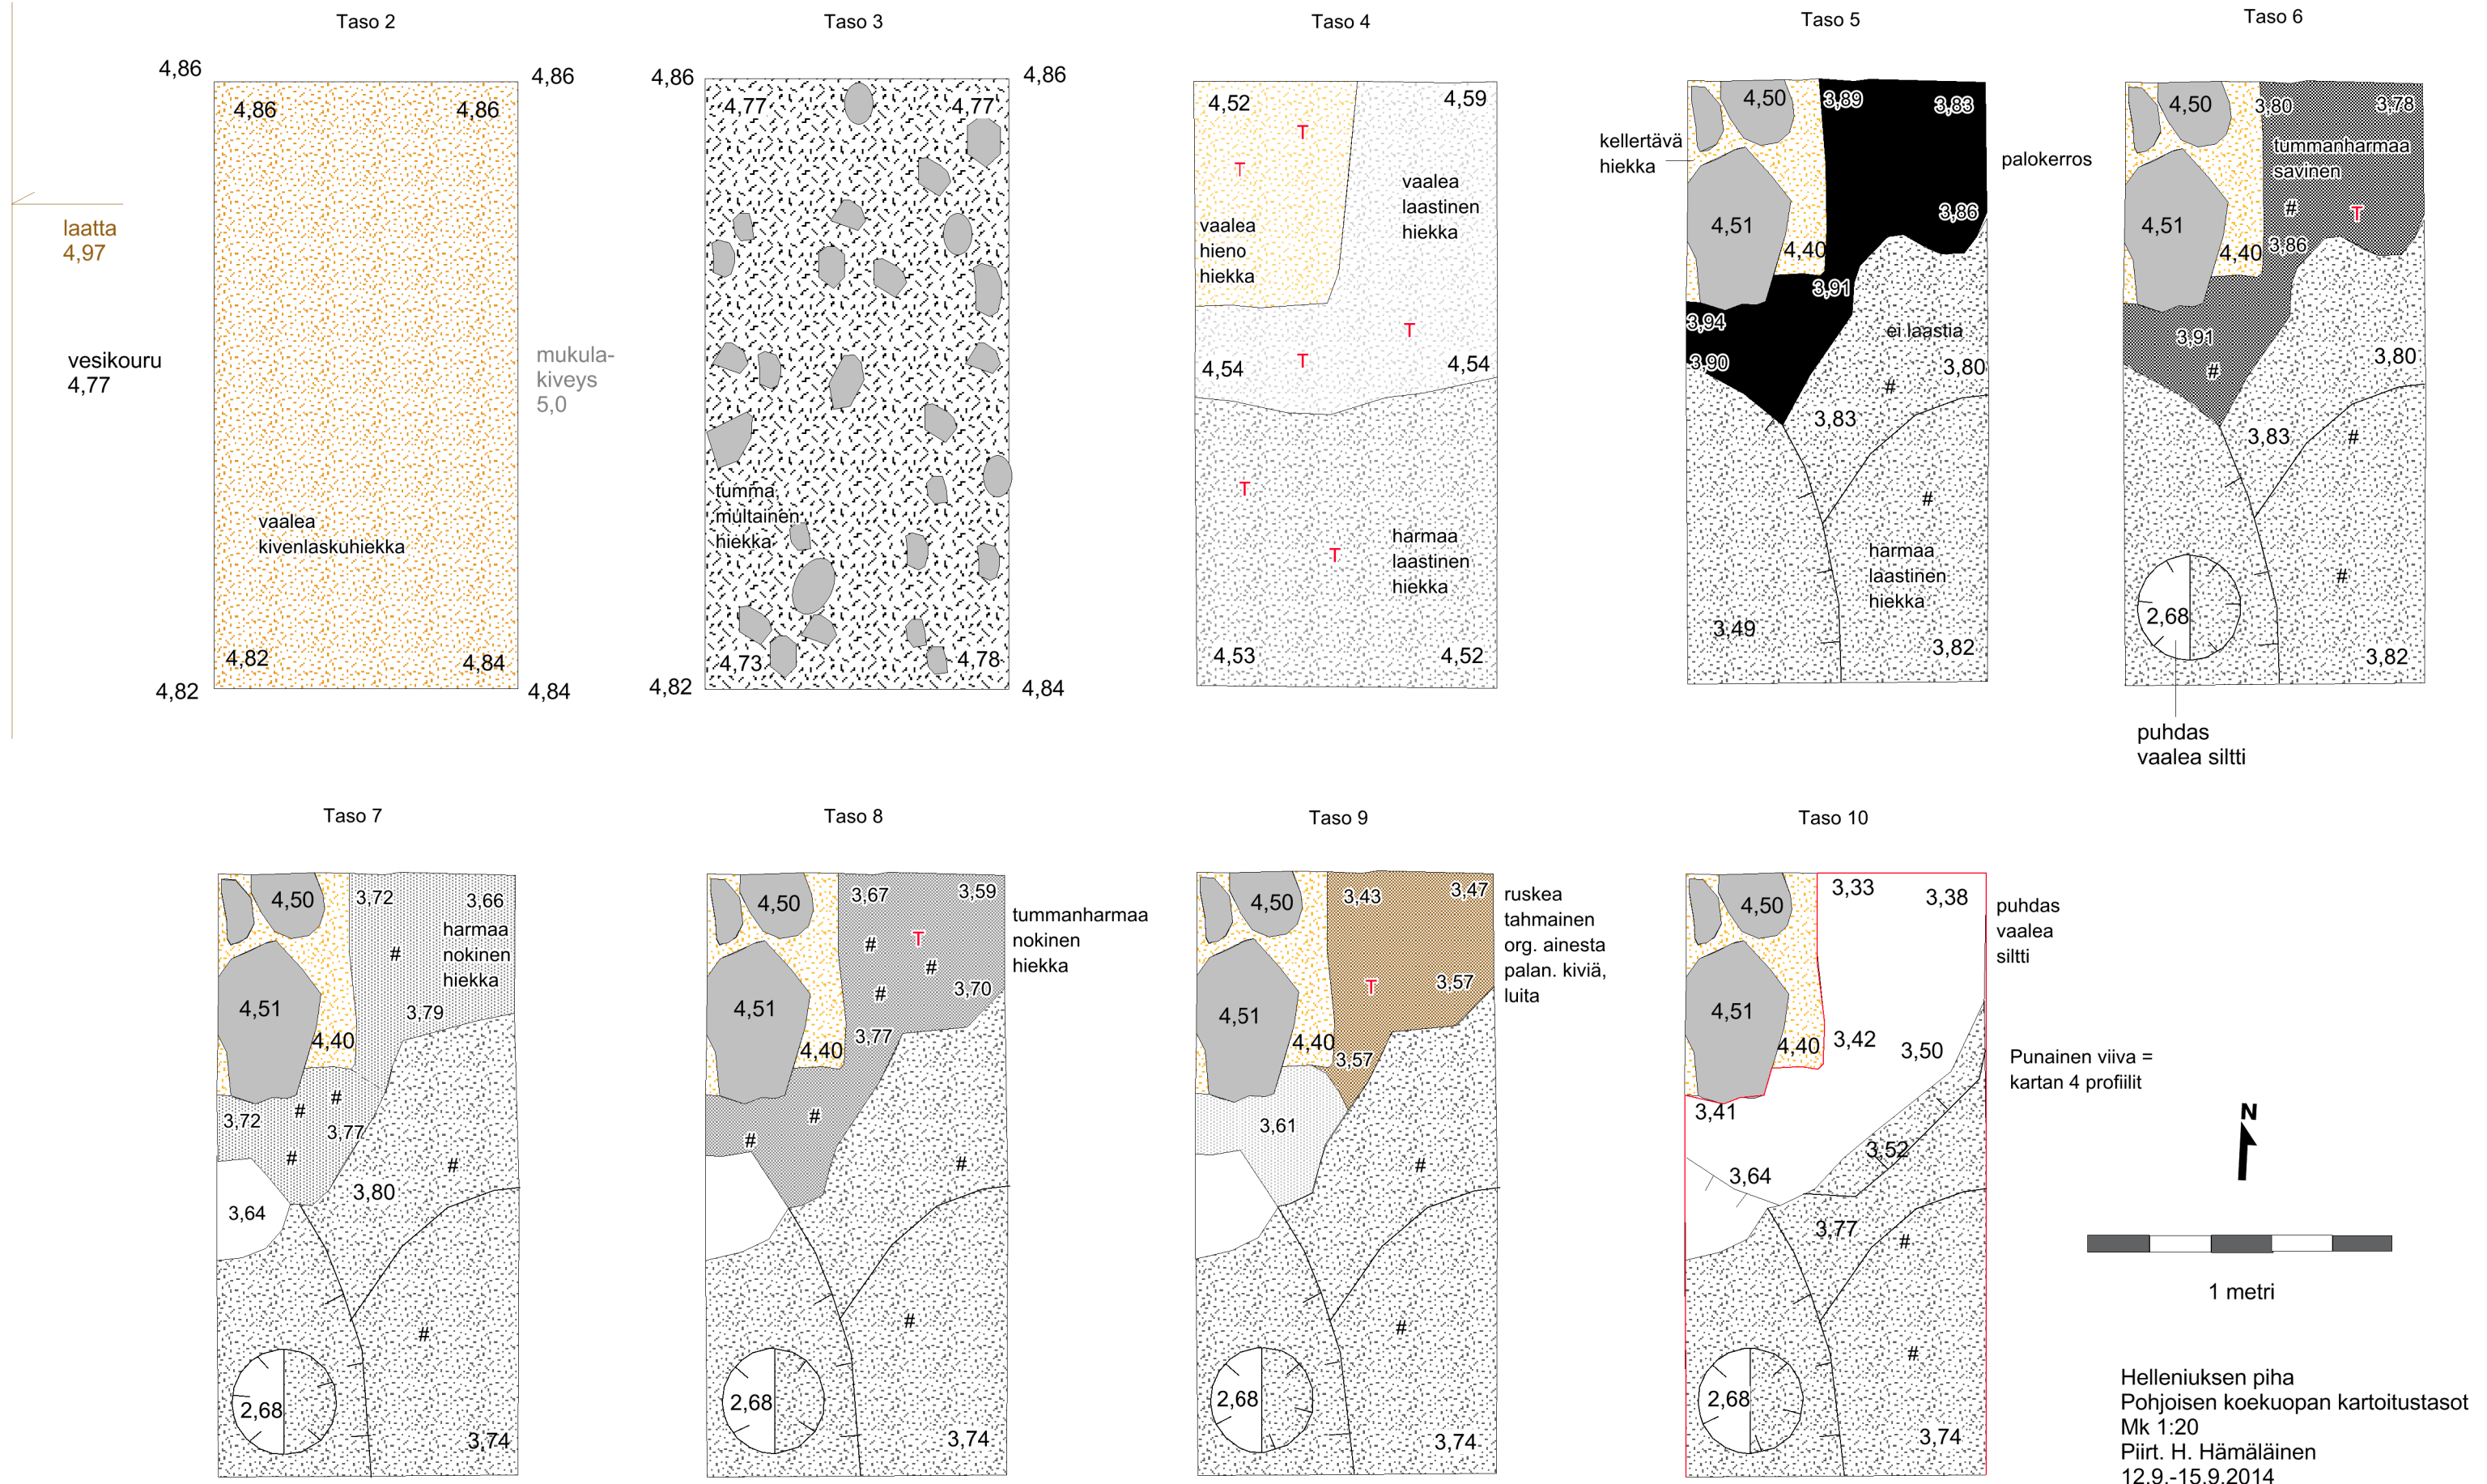 Taso 2
4,86
4,86
4,86
4,86
laatta
4,97
vesikouru
4,77
mukula-
kiveys
5,0
vaalea
kivenlaskuhiekka
4,82
4,84
4,82
4,84
Taso 3
4,86
4,86
4,77
4,77
tumma,
multainen
hiekka
4,73
4,78
4,82
4,84
Taso 4
4,52
4,59
T
T
vaalea
laastinen
hiekka
vaalea
hieno
hiekka
T
T
4,54
4,54
T
T
harmaa
laastinen
hiekka
4,53
4,52
Taso 5
4,50
3,89
3,83
kellertävä
hiekka
palokerros
4,51
3,86
4,40
3,91
3,94
ei laastia
3,90
3,80
#
3,83
#
harmaa
laastinen
hiekka
3,49
3,82
Taso 6
4,50
3,80
3,78
tummanharmaa
savinen
#
T
4,51
3,86
4,40
3,91
3,80
#
3,83
#
#
2,68
3,82
puhdas
vaalea siltti
Taso 7
4,50
3,72
3,66
harmaa
nokinen
hiekka
#
4,51
3,79
4,40
#
#
3,72
3,77
#
#
3,80
3,64
#
2,68
3,74
Taso 8
4,50
3,67
3,59
tummanharmaa
nokinen
hiekka
#
T
#
#
3,70
4,51
3,77
4,40
#
#
#
#
2,68
3,74
Taso 9
4,50
3,43
3,47
ruskea
tahmainen
org. ainesta
palan. kiviä,
luita
T
3,57
4,51
4,40
3,57
3,61
#
#
2,68
3,74
Taso 10
4,50
3,33
3,38
puhdas
vaalea
siltti
4,51
4,40
3,42
3,50
Punainen viiva =
kartan 4 profiilit
3,41
3,52
3,64
3,77
#
#
2,68
3,74
N
1 metri
Helleniuksen piha
Pohjoisen koekuopan kartoitustasot
Mk 1:20
Piirt. H. Hämäläinen
12.9.-15.9.2014